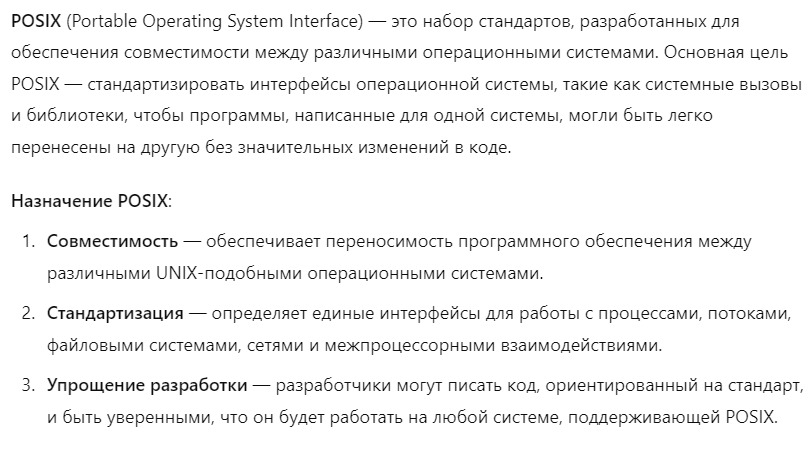 POSIX (Portable Operating System Interface) — это набор стандартов, разработанных для
обеспечения совместимости между различными операционными системами. Основная цель
POSIX — стандартизировать интерфейсы операционной системы, такие как системные вызовы
и библиотеки, чтобы программы, написанные для одной системы, могли быть легко
перенесены на другую без значительных изменений в коде.
Назначение POSIX:
1. Совместимость — обеспечивает переносимость программного обеспечения между
различными UNIX-подобными операционными системами.
2. Стандартизация — определяет единые интерфейсы для работы с процессами, потоками,
файловыми системами, сетями и межпроцессорными взаимодействиями.
3. Упрощение разработки — разработчики могут писать код, ориентированный на стандарт,
и быть уверенными, что он будет работать на любой системе, поддерживающей POSIX.